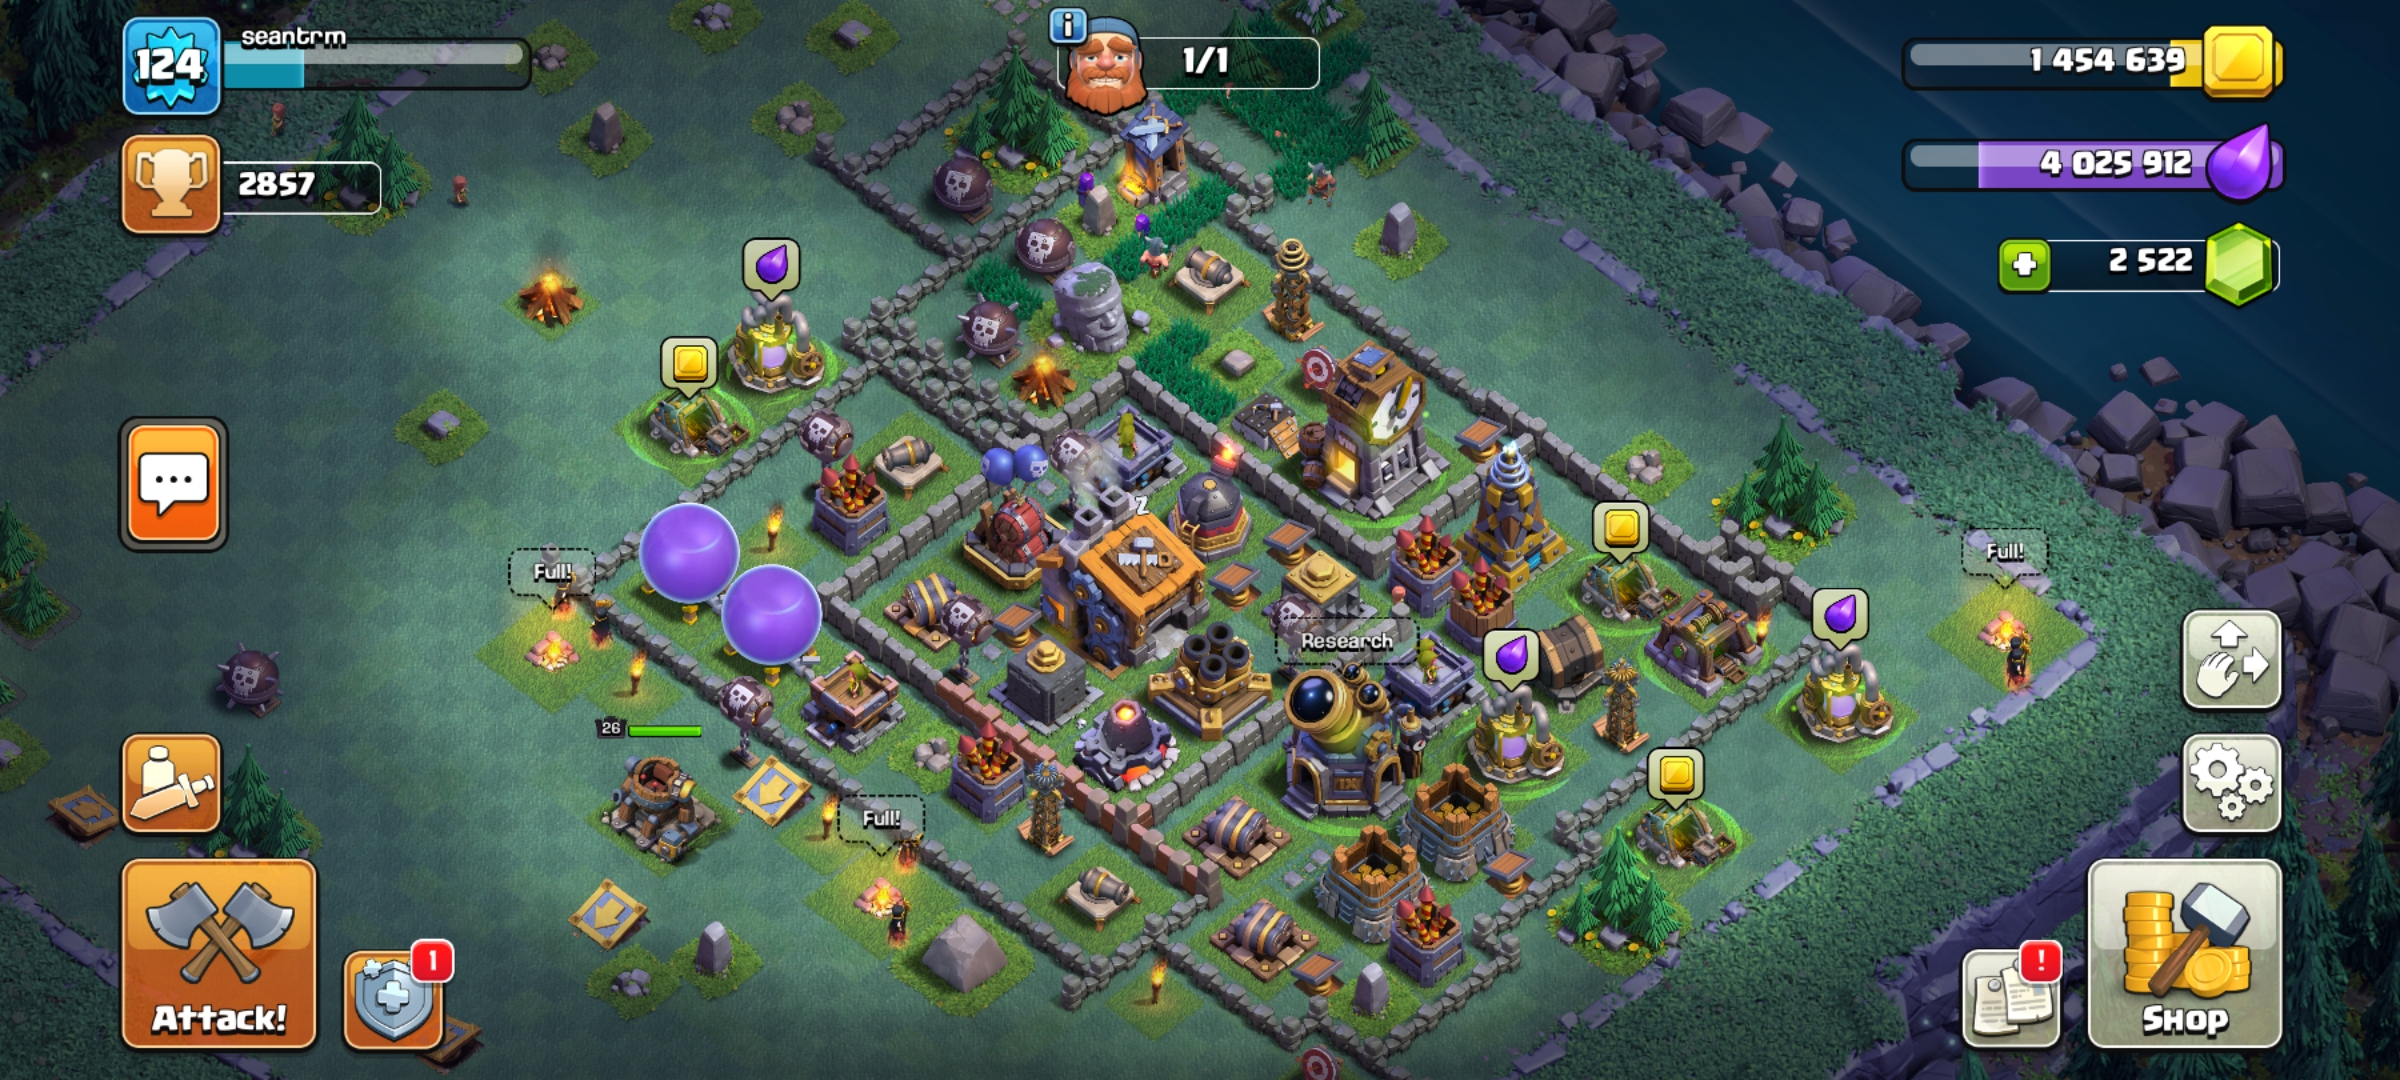 124
seantrm
i
1/1
1 454 639
2857
4 025 912
2 522
z
Full!
Full!
Research
26
Full!
IX
Attack!
1
!
Shop